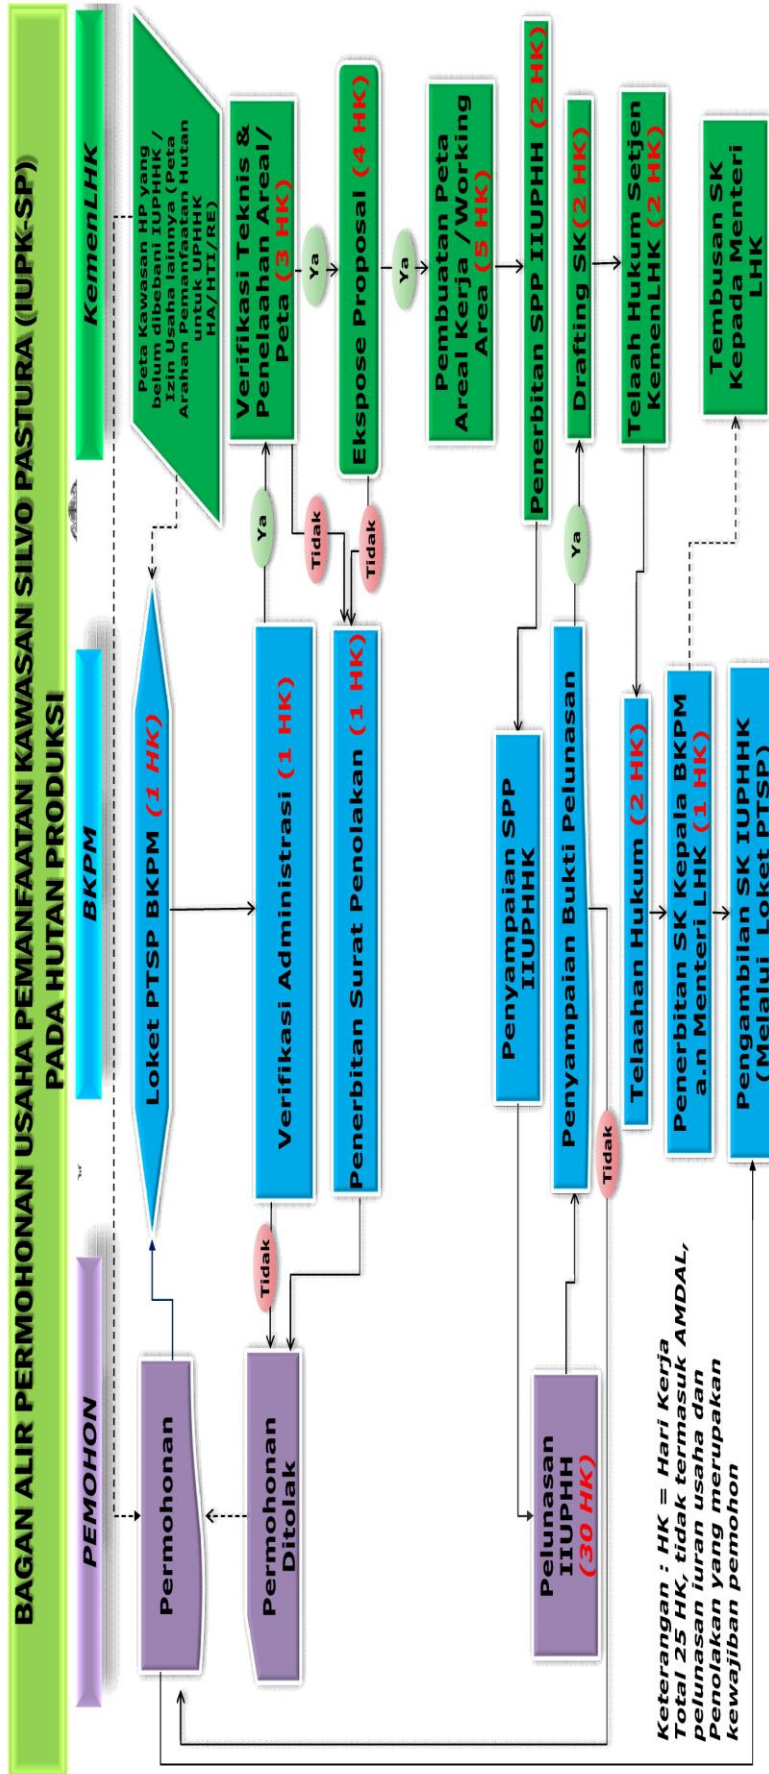 BAGAN ALIR PERMOHONAN USAHA PEMANFAATAN KAWASAN SILVO PASTURA ((IUPK-SP)
PADA HUTAN PRODUKSI
PEMOHON
BKPM
KemenLHK
Permohonan
Loket PTSP BKPM (1 HK)
Peta Kawasan HP yang
belum dibebani IUPHHK /
Izin Usaha lainnya (Peta
Arahan Pemanfaatan Hutan
untuk UPHHK
HA/HTI/RE)
Permohonan
Ditolak
Tidak
Verifikasi Administrasi (1 HK)
Ya
Verifikasi Teknis &
Penelaahan Areal/
Peta (3 HK)
Tidak
Ya
Penerbitan Surat Penolakan (1 HK)
Tidak
Ekspose Proposal (4 HK)
Ya
Pembuatan Peta
Areal Kerja /Working
Area (5 HK)
Penyampaian SPP
IIUPHHK
Penerbitan SPP IIUPHH (2 HK)
Pelunasan
IIUPHH
(30 HK)
Penyampaian Bukti Pelunasan
Ya
Drafting SK(2 HK)
Tidak
Telaahan Hukum (2 HK)
Telaah Hukum Setjen
KemenLHK (2 HK)
Penerbitan SK Kepala BKPM
a.n Menteri LHK (1 HK)
Tembusan SK
Kepada Menteri
LHK
Pengambilan SK IUPHHK
(Melalui Loket PTSP)
Keterangan : HK = Hari Kerja
Total 25 HK, tidak termasuk AMDAL,
pelunasan iuran usaha dan
Penolakan yang merupakan
kewajiban pemohon